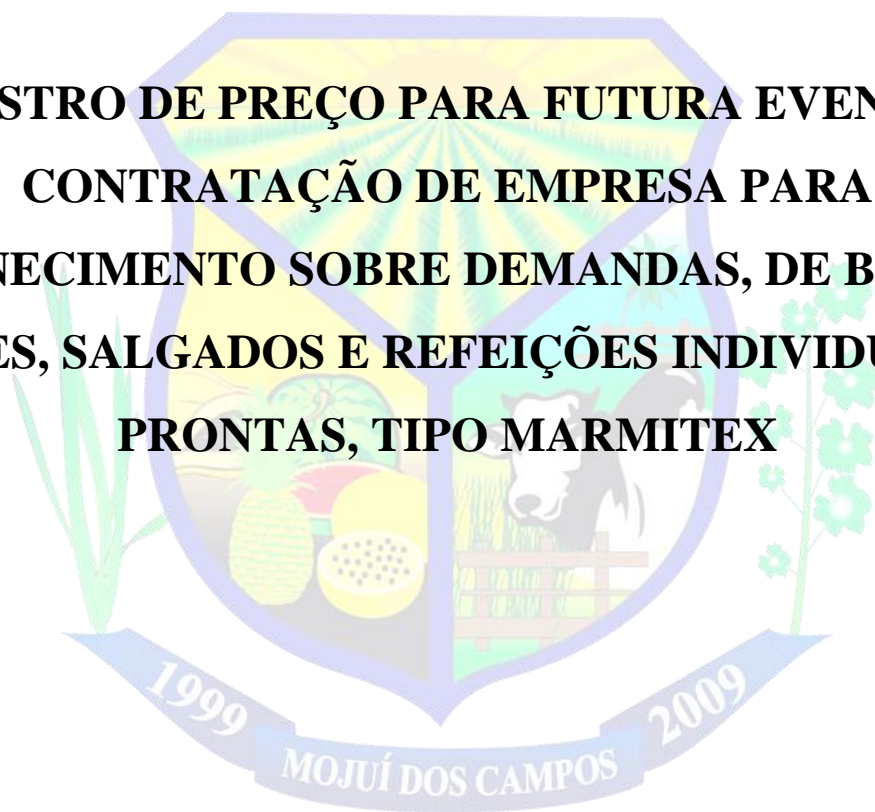 STRO DE PREÇO PARA FUTURA EVEN
CONTRATAÇÃO DE EMPRESA PARA
NECIMENTO SOBRE DEMANDAS, DE B
ES, SALGADOS E REFEIÇÕES INDIVIDU
PRONTAS, TIPO MARMITEX
1999
MOJUÍ DOS CAMPOS
2009